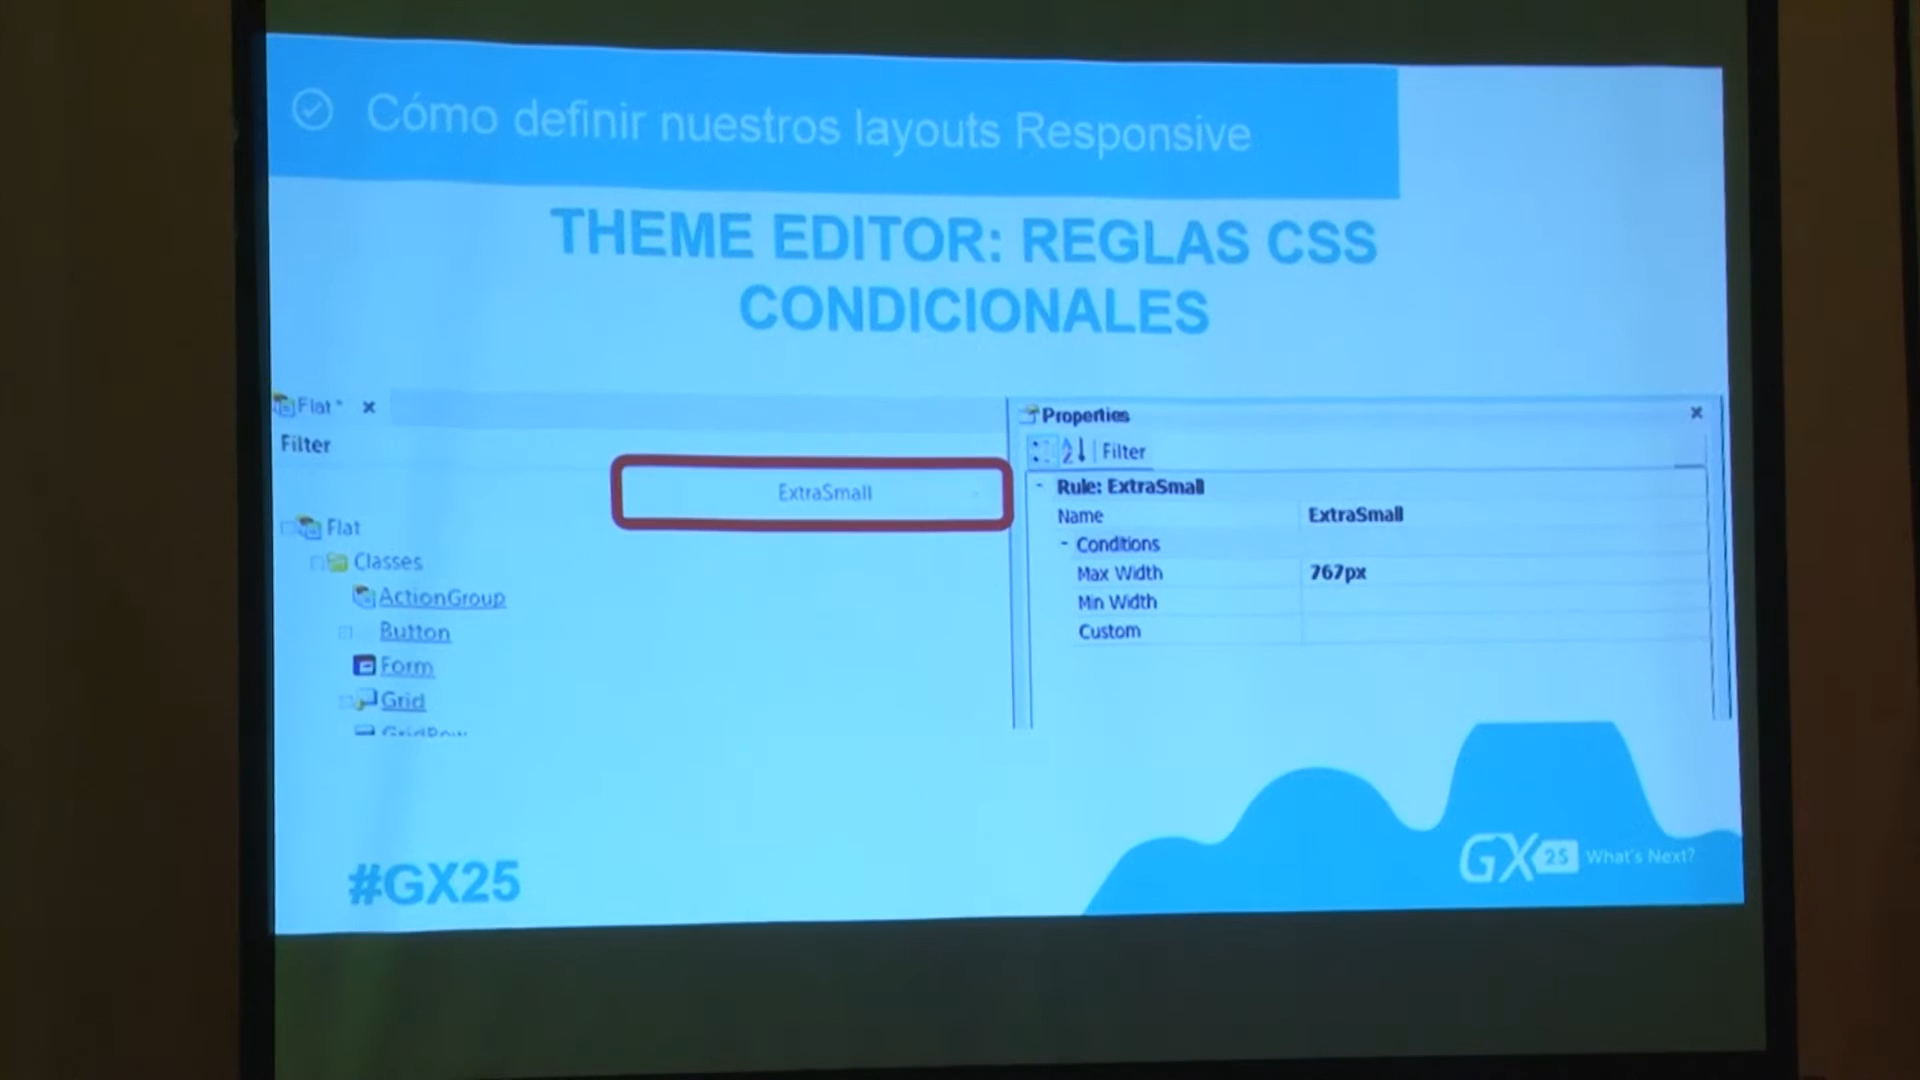 Cómo definir nuestros layouts Responsive
THEME EDITOR: REGLAS CSS
CONDICIONALES
Flat*
Filter
ExtraSmall
Flat
Classes
ActionGroup
Button
Form
Grid
GridRow
Properties
Filter
Rule: ExtraSmall
Name ExtraSmall
Conditions
Max Width 767px
Min Width
Custom
#GX25
GX 25 What's Next?